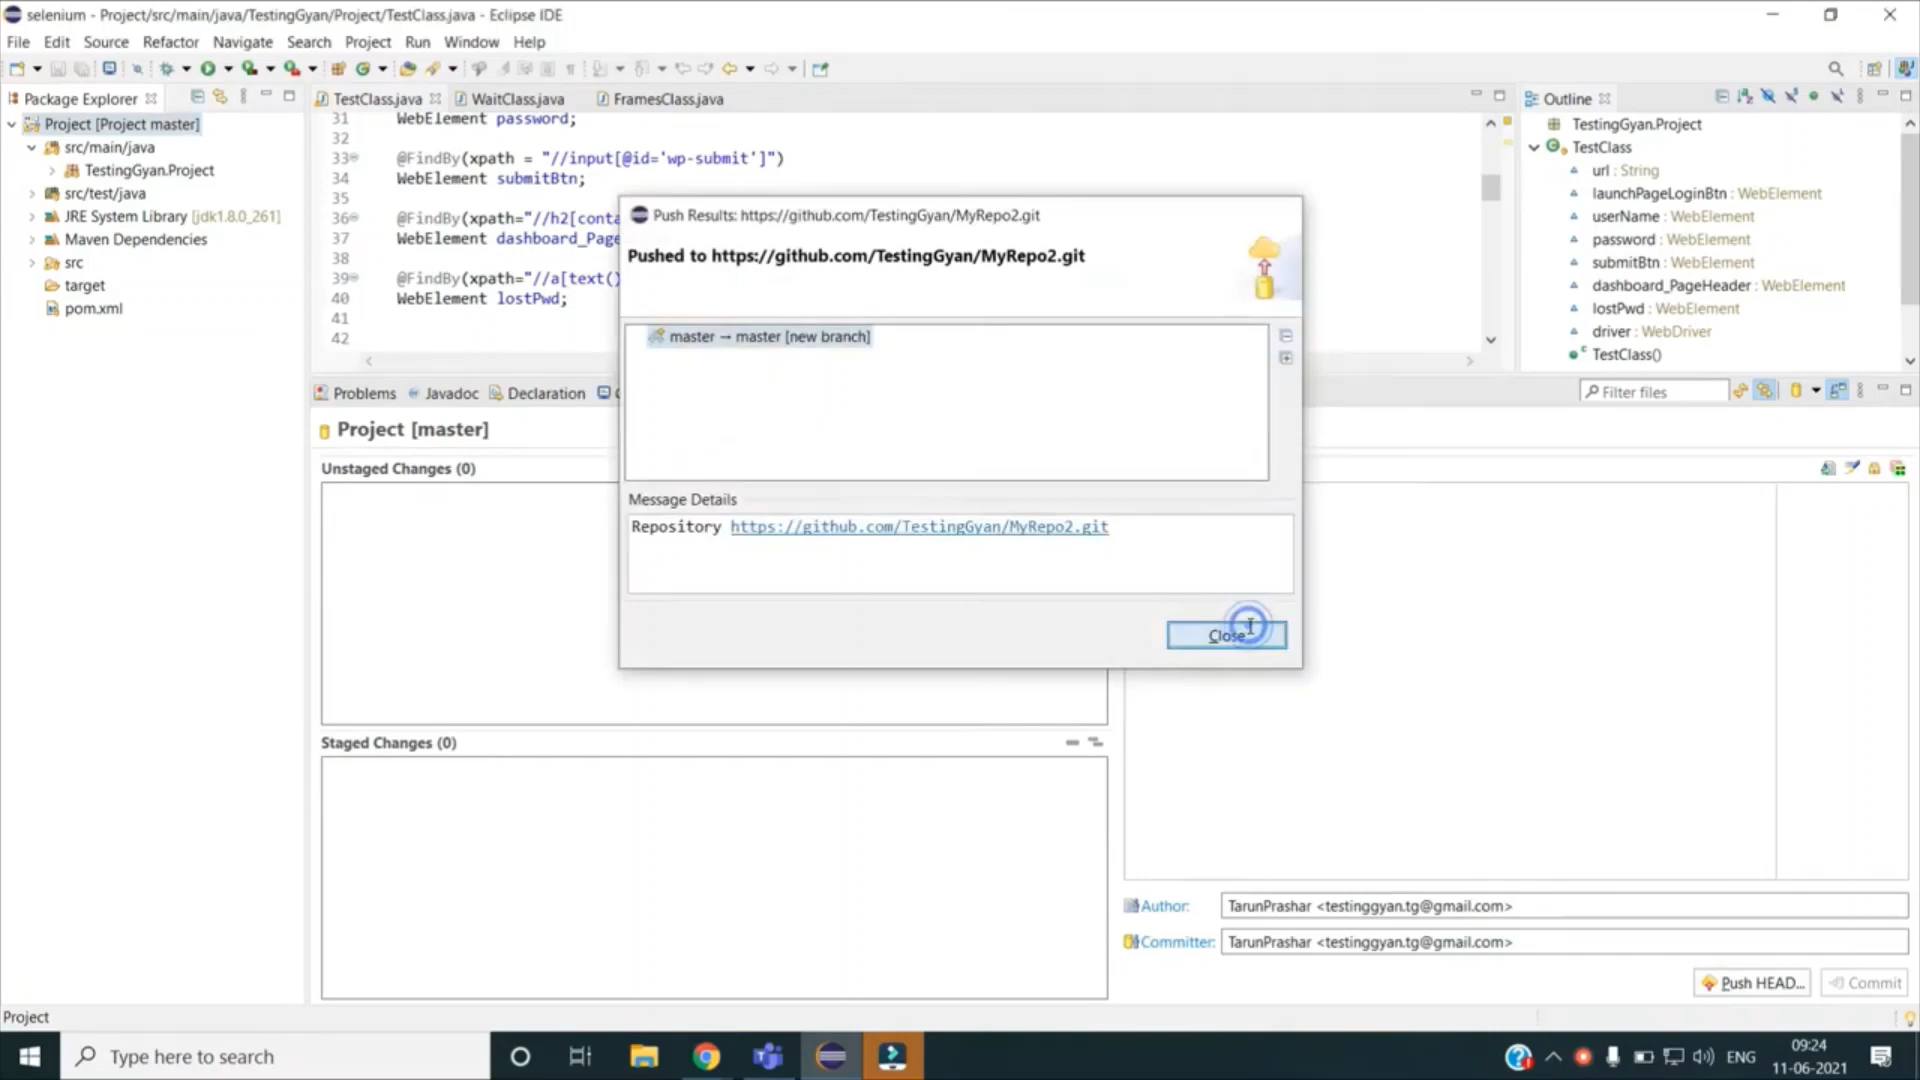 selenium - Project/src/main/java/TestingGyan/Project/TestClass.java - Eclipse IDE
File Edit Source Refactor Navigate Search Project Run Window Help
Package Explorer
Project [Project master]
src/main/java
TestingGyan.Project
src/test/java
JRE System Library [jdk1.8.0_261]
Maven Dependencies
src
target
pom.xml
TestClass.java WaitClass.java FramesClass.java
31 WebElement password;
32
33 @FindBy(xpath = "//input[@id='wp-submit']")
34 WebElement submitBtn;
35
36 @FindBy(xpath="//h2[conta
37 WebElement dashboard_Page
38
39 @FindBy(xpath="//a[text()
40 WebElement lostPwd;
41
42
Outline
TestingGyan.Project
TestClass
url : String
launchPageLoginBtn : WebElement
userName : WebElement
password : WebElement
submitBtn : WebElement
dashboard_PageHeader : WebElement
lostPwd : WebElement
driver : WebDriver
TestClass()
Push Results: https://github.com/TestingGyan/MyRepo2.git
Pushed to https://github.com/TestingGyan/MyRepo2.git
master → master [new branch]
Message Details
Repository https://github.com/TestingGyan/MyRepo2.git
Close
Problems Javadoc Declaration
Filter files
Project [master]
Unstaged Changes (0)
Staged Changes (0)
Author: TarunPrashar <testinggyan.tg@gmail.com>
Committer: TarunPrashar <testinggyan.tg@gmail.com>
Push HEAD... Commit
Project
Type here to search
ENG
09:24
11-06-2021